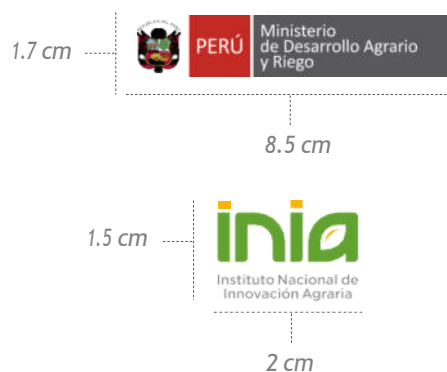 1.7 cm
PERÚ
Ministerio
de Desarrollo Agrario
y Riego
8.5 cm
1.5 cm
inia
Instituto Nacional de
Innovación Agraria
2 cm